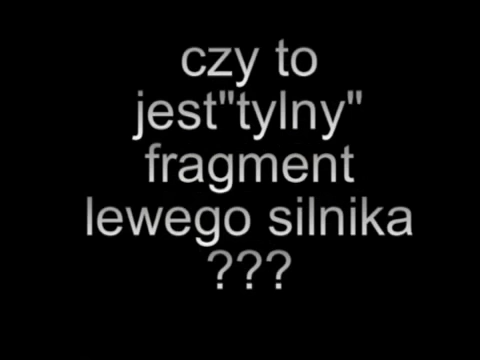 czy to
jest"tylny"
fragment
lewego silnika
???